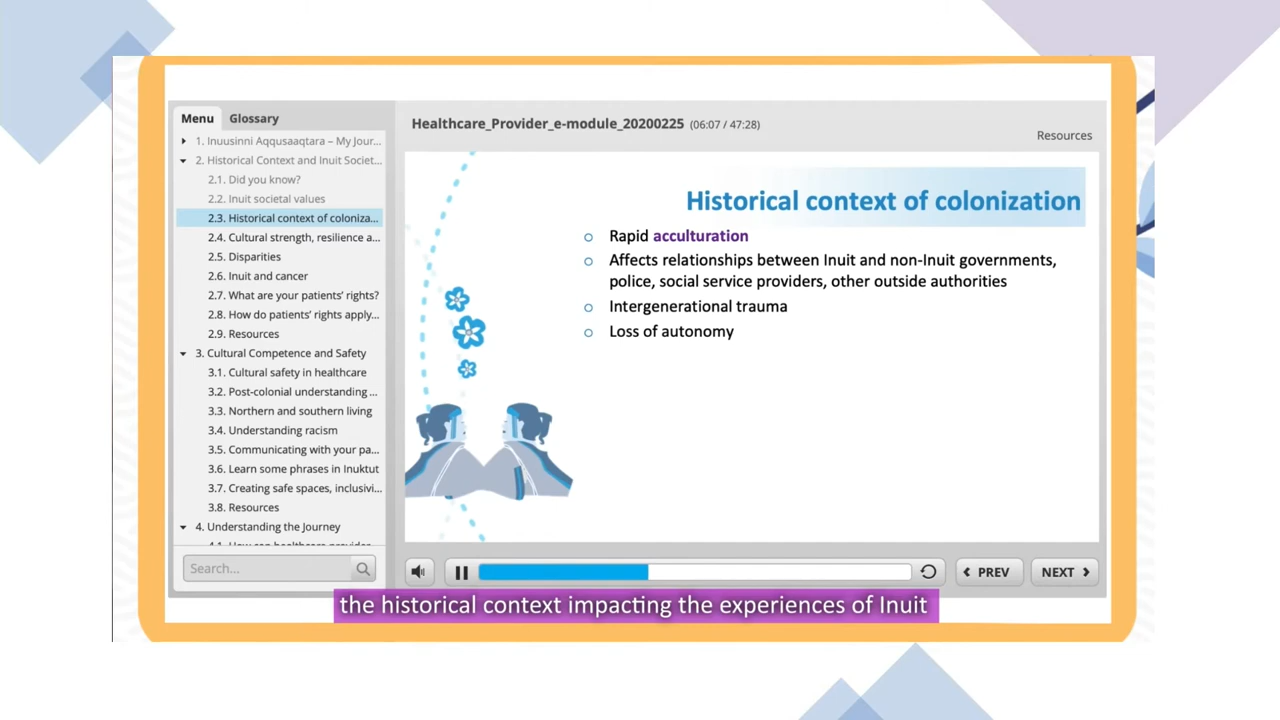 Menu
Glossary
1. Inuusinni Aqqusaaqtara – My Jour...
2. Historical Context and Inuit Societ...
2.1. Did you know?
2.2. Inuit societal values
2.3. Historical context of coloniza...
2.4. Cultural strength, resilience a...
2.5. Disparities
2.6. Inuit and cancer
2.7. What are your patients' rights?
2.8. How do patients' rights apply...
2.9. Resources
3. Cultural Competence and Safety
3.1. Cultural safety in healthcare
3.2. Post-colonial understanding ...
3.3. Northern and southern living
3.4. Understanding racism
3.5. Communicating with your pa...
3.6. Learn some phrases in Inuktut
3.7. Creating safe spaces, inclusivi...
3.8. Resources
4. Understanding the Journey
Search...
Healthcare_Provider_e-module_20200225 (06:07 / 47:28)
Resources
Historical context of colonization
Rapid acculturation
Affects relationships between Inuit and non-Inuit governments,
police, social service providers, other outside authorities
Intergenerational trauma
Loss of autonomy
PREV
NEXT
the historical context impacting the experiences of Inuit